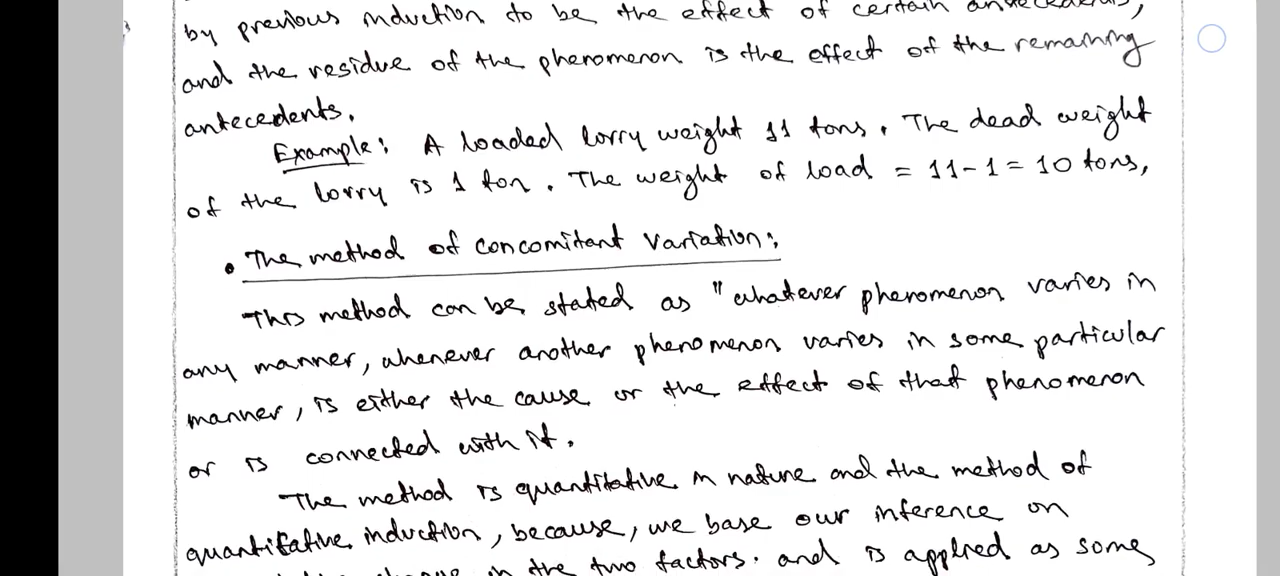 by previous induction to be the effect of certain antecedents,
and the residue of the phenomenon is the effect of the remaining
antecedents.
Example: A loaded lorry weight 11 tons. The dead weight
of the lorry is 1 ton. The weight of load = 11-1 = 10 tons,
• The method of concomitant variation:
This method can be stated as "whatever phenomenon varies in
any manner, whenever another phenomenon varies in some particular
manner, is either the cause or the effect of that phenomenon
or is connected with it.
The method is quantitative in nature and the method of
quantitative induction, because, we base our inference on
change in the two factors. and is applied as some